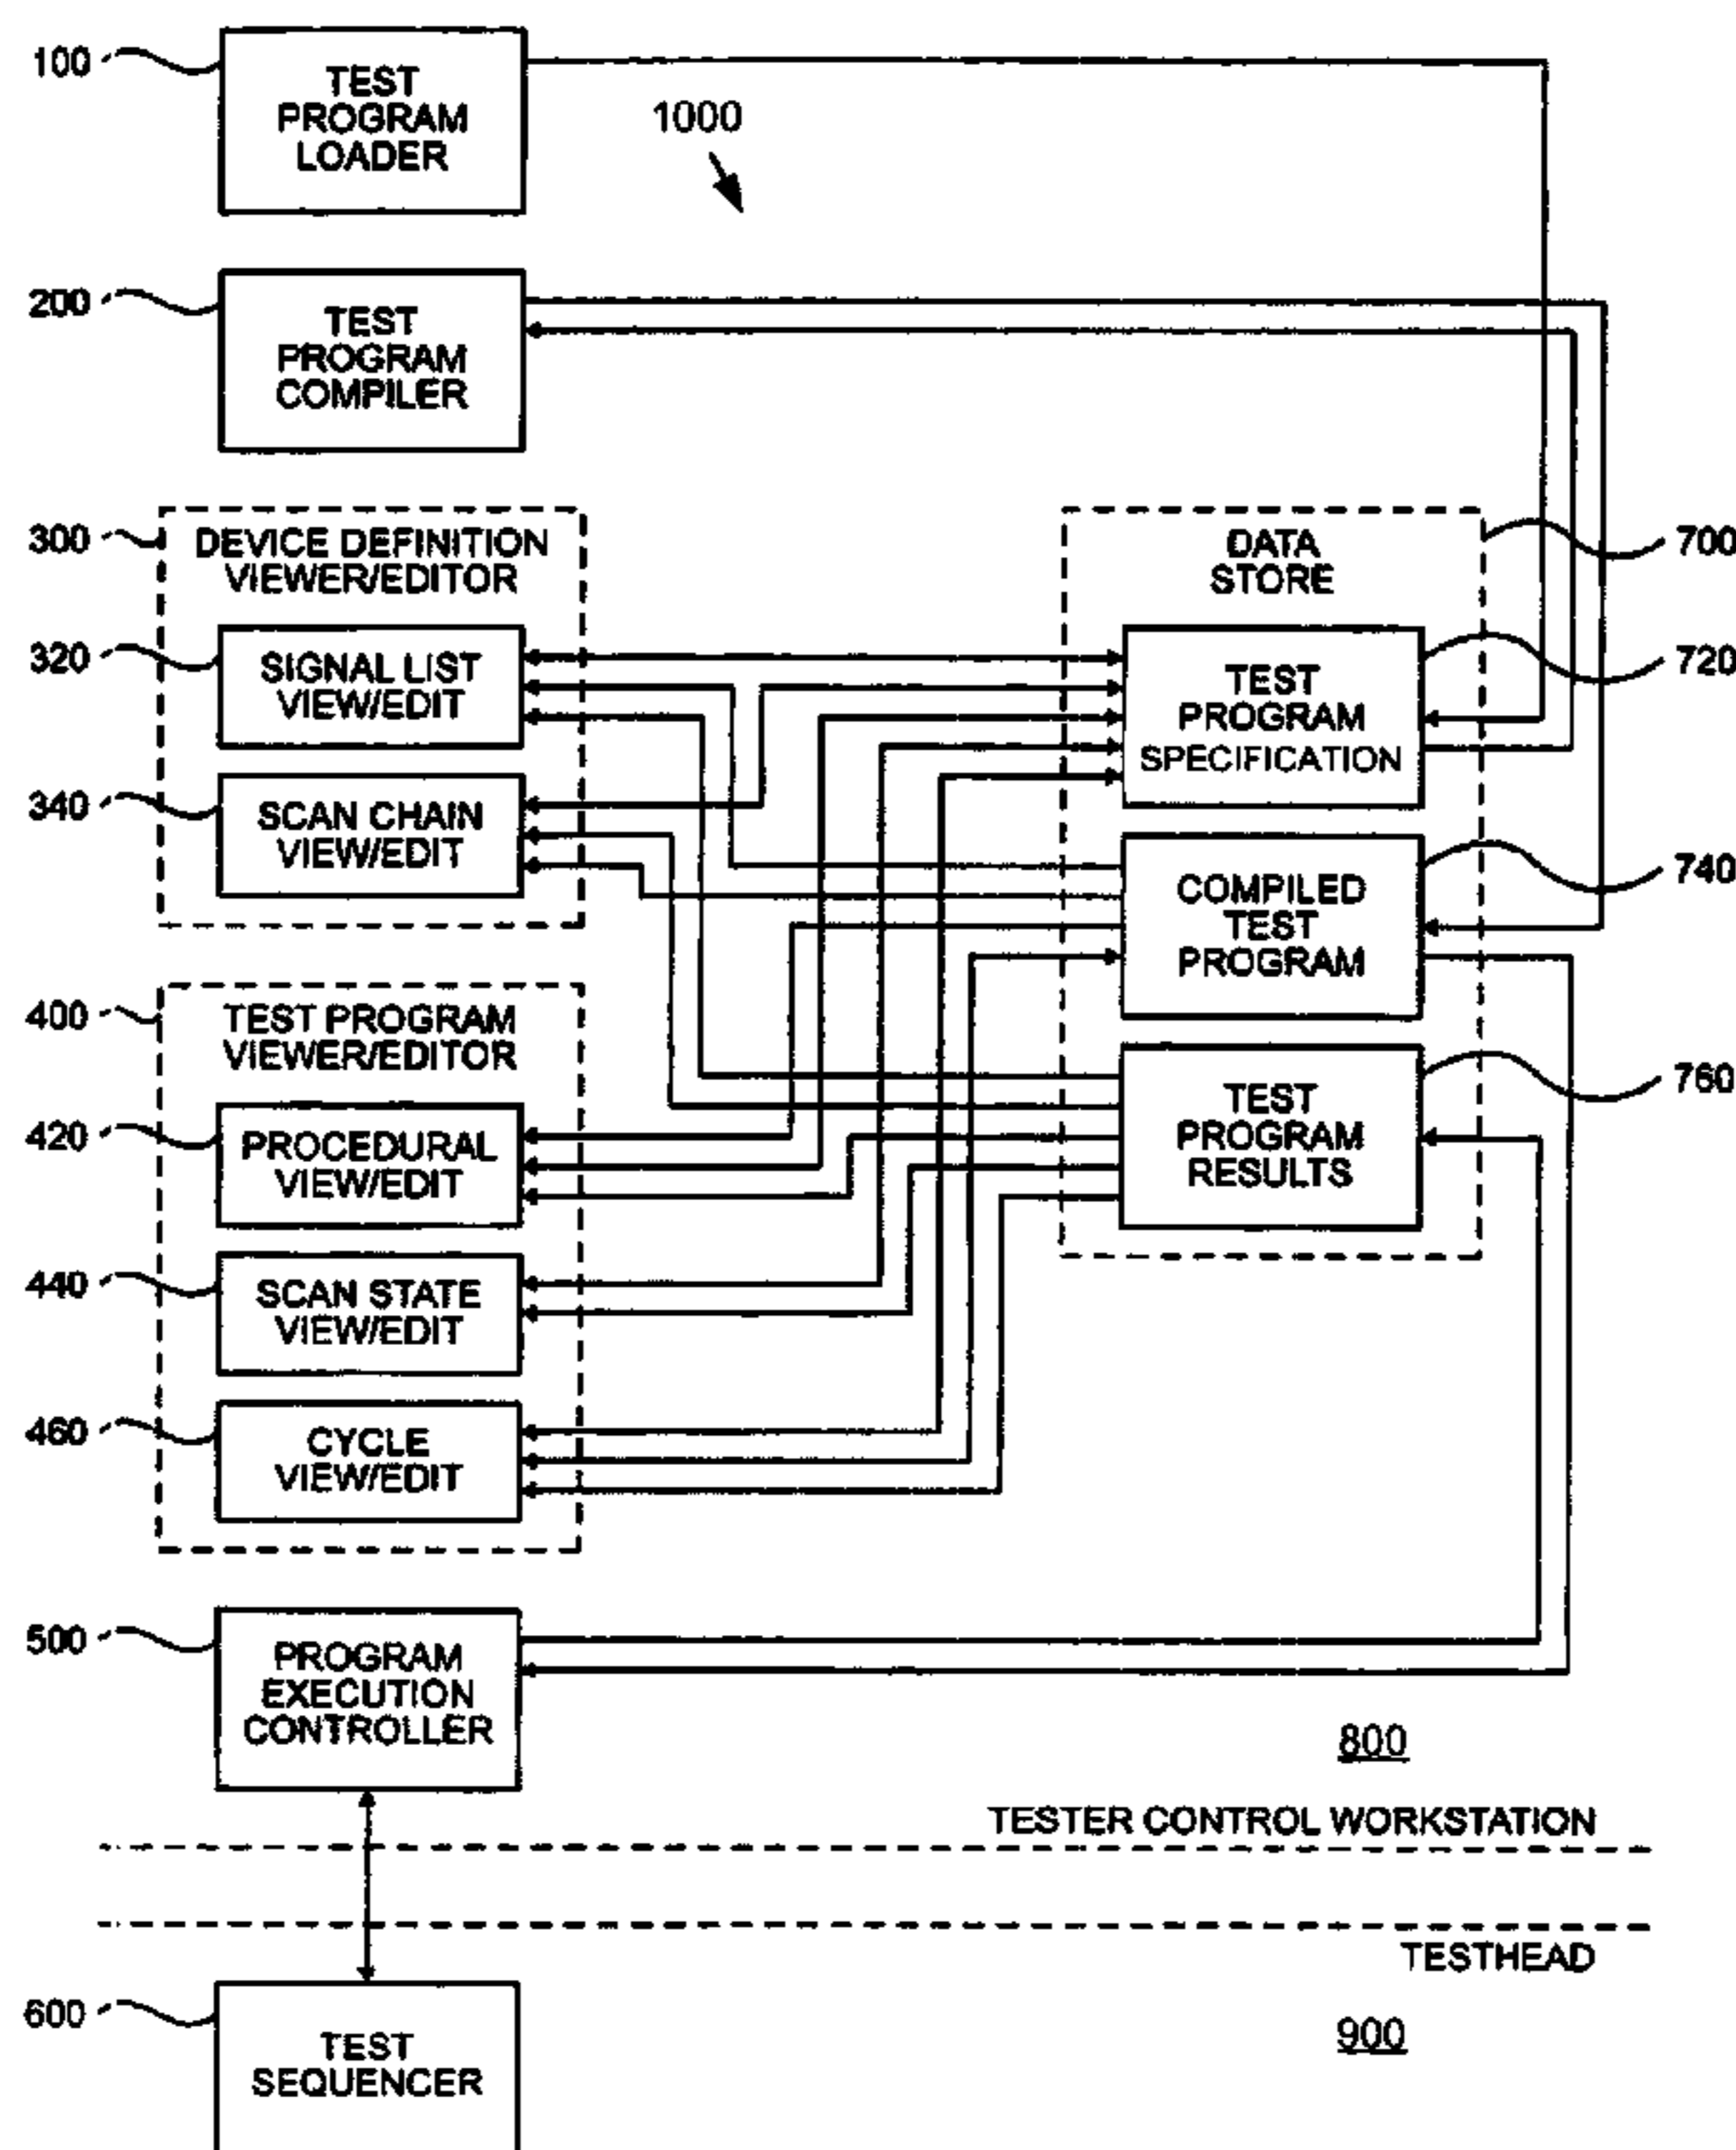 100
TEST
PROGRAM
LOADER
1000
200
TEST
PROGRAM
COMPILER
300
DEVICE DEFINITION
VIEWER/EDITOR
320
SIGNAL LIST
VIEW/EDIT
340
SCAN CHAIN
VIEW/EDIT
DATA
STORE
700
TEST
PROGRAM
SPECIFICATION
720
COMPILED
TEST
PROGRAM
740
TEST
PROGRAM
RESULTS
760
400
TEST PROGRAM
VIEWER/EDITOR
420
PROCEDURAL
VIEW/EDIT
440
SCAN STATE
VIEW/EDIT
460
CYCLE
VIEW/EDIT
500
PROGRAM
EXECUTION
CONTROLLER
800
TESTER CONTROL WORKSTATION
TESTHEAD
900
600
TEST
SEQUENCER